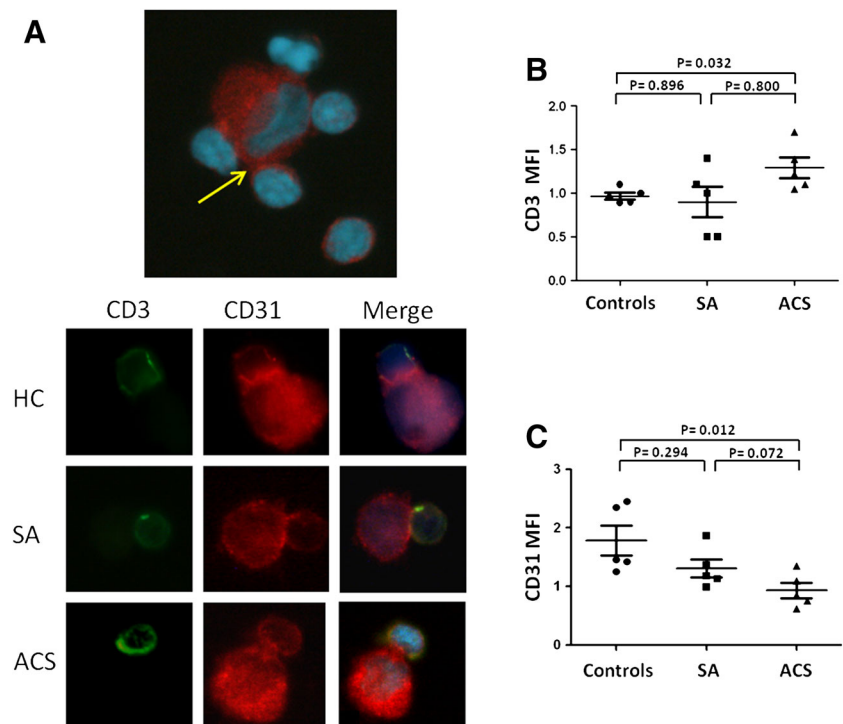 A
CD3 CD31 Merge
HC
SA
ACS
B
P= 0.032
P= 0.896 P= 0.800
CD3 MFI
2.0
1.5
1.0
0.5
0.0
Controls SA ACS
C
P= 0.012
P= 0.294 P= 0.072
CD31 MFI
3
2
1
0
Controls SA ACS